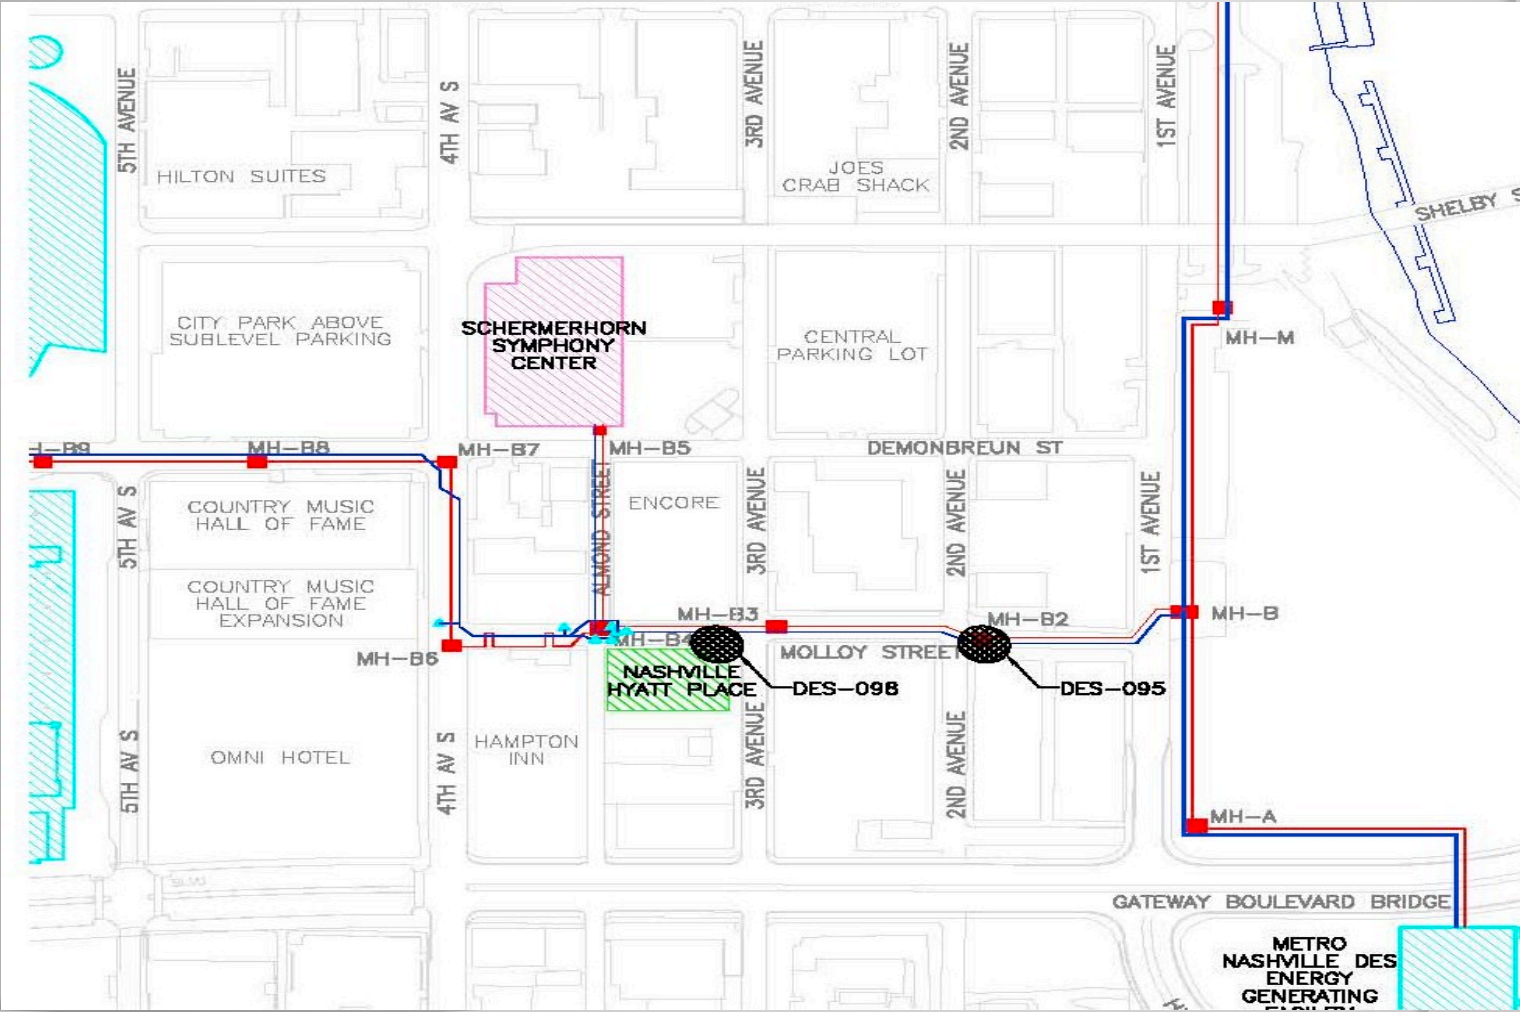 5TH AVENUE
4TH AV S
3RD AVENUE
2ND AVENUE
1ST AVENUE
HILTON SUITES
JOES
CRAB SHACK
SHELBY S
CITY PARK ABOVE
SUBLEVEL PARKING
SCHERMERHORN
SYMPHONY
CENTER
CENTRAL
PARKING LOT
MH-M
H-B9
MH-B8
MH-B7
MH-B5
DEMONBREUN ST
5TH AV S
COUNTRY MUSIC
HALL OF FAME
ALMOND STREET
ENCORE
3RD AVENUE
2ND AVENUE
1ST AVENUE
COUNTRY MUSIC
HALL OF FAME
EXPANSION
MH-B3
MH-B2
MH-B
MH-B6
MH-B4
MOLLOY STREET
NASHVILLE
HYATT PLACE
DES-098
DES-095
5TH AV S
OMNI HOTEL
4TH AV S
HAMPTON
INN
3RD AVENUE
2ND AVENUE
MH-A
BLVD
GATEWAY BOULEVARD BRIDGE
METRO
NASHVILLE DES
ENERGY
GENERATING
FACILITY